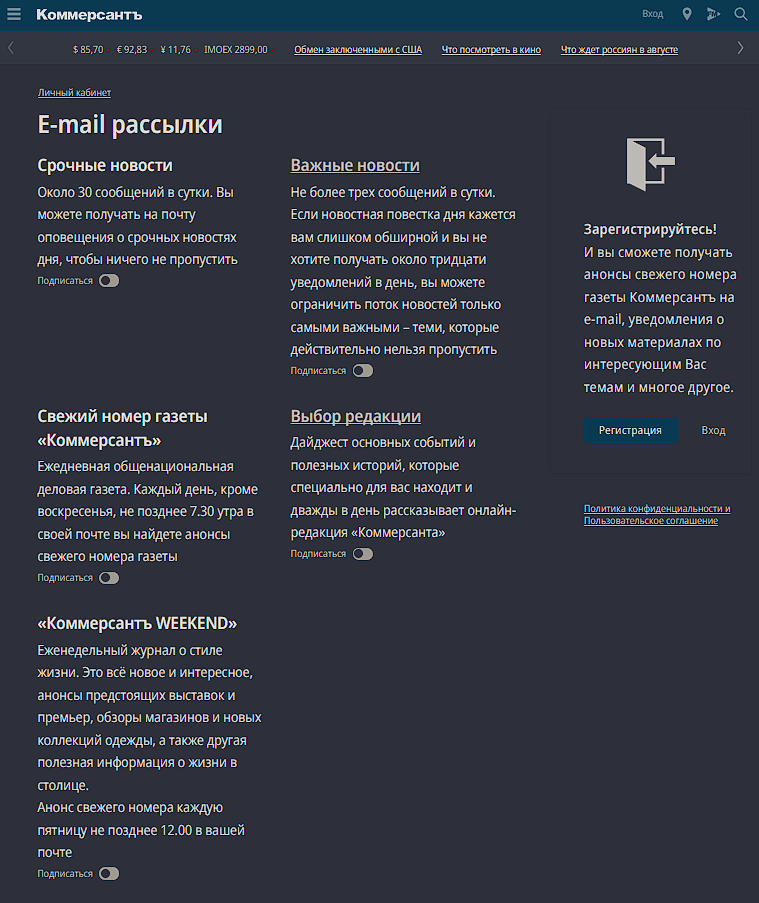 Коммерсантъ
Вход
$ 85,70 € 92,83 ¥ 11,76 IMOEX 2899,00 Обмен заключенными с США Что посмотреть в кино Что ждет россиян в августе
Личный кабинет
E-mail рассылки
Срочные новости
Около 30 сообщений в сутки. Вы
можете получать на почту
оповещения о срочных новостях
дня, чтобы ничего не пропустить
Подписаться
Важные новости
Не более трех сообщений в сутки.
Если новостная повестка дня кажется
вам слишком обширной и вы не
хотите получать около тридцати
уведомлений в день, вы можете
ограничить поток новостей только
самыми важными – теми, которые
действительно нельзя пропустить
Подписаться
Свежий номер газеты
«Коммерсантъ»
Ежедневная общенациональная
деловая газета. Каждый день, кроме
воскресенья, не позднее 7.30 утра в
своей почте вы найдете анонсы
свежего номера газеты
Подписаться
Выбор редакции
Дайджест основных событий и
полезных историй, которые
специально для вас находит и
дважды в день рассказывает онлайн-
редакция «Коммерсанта»
Подписаться
«Коммерсантъ WEEKEND»
Еженедельный журнал о стиле
жизни. Это всё новое и интересное,
анонсы предстоящих выставок и
премьер, обзоры магазинов и новых
коллекций одежды, а также другая
полезная информация о жизни в
столице.
Анонс свежего номера каждую
пятницу не позднее 12.00 в вашей
почте
Подписаться
Зарегистрируйтесь!
И вы сможете получать
анонсы свежего номера
газеты Коммерсантъ на
e-mail, уведомления о
новых материалах по
интересующим Вас
темам и многое другое.
Регистрация Вход
Политика конфиденциальности и
Пользовательское соглашение